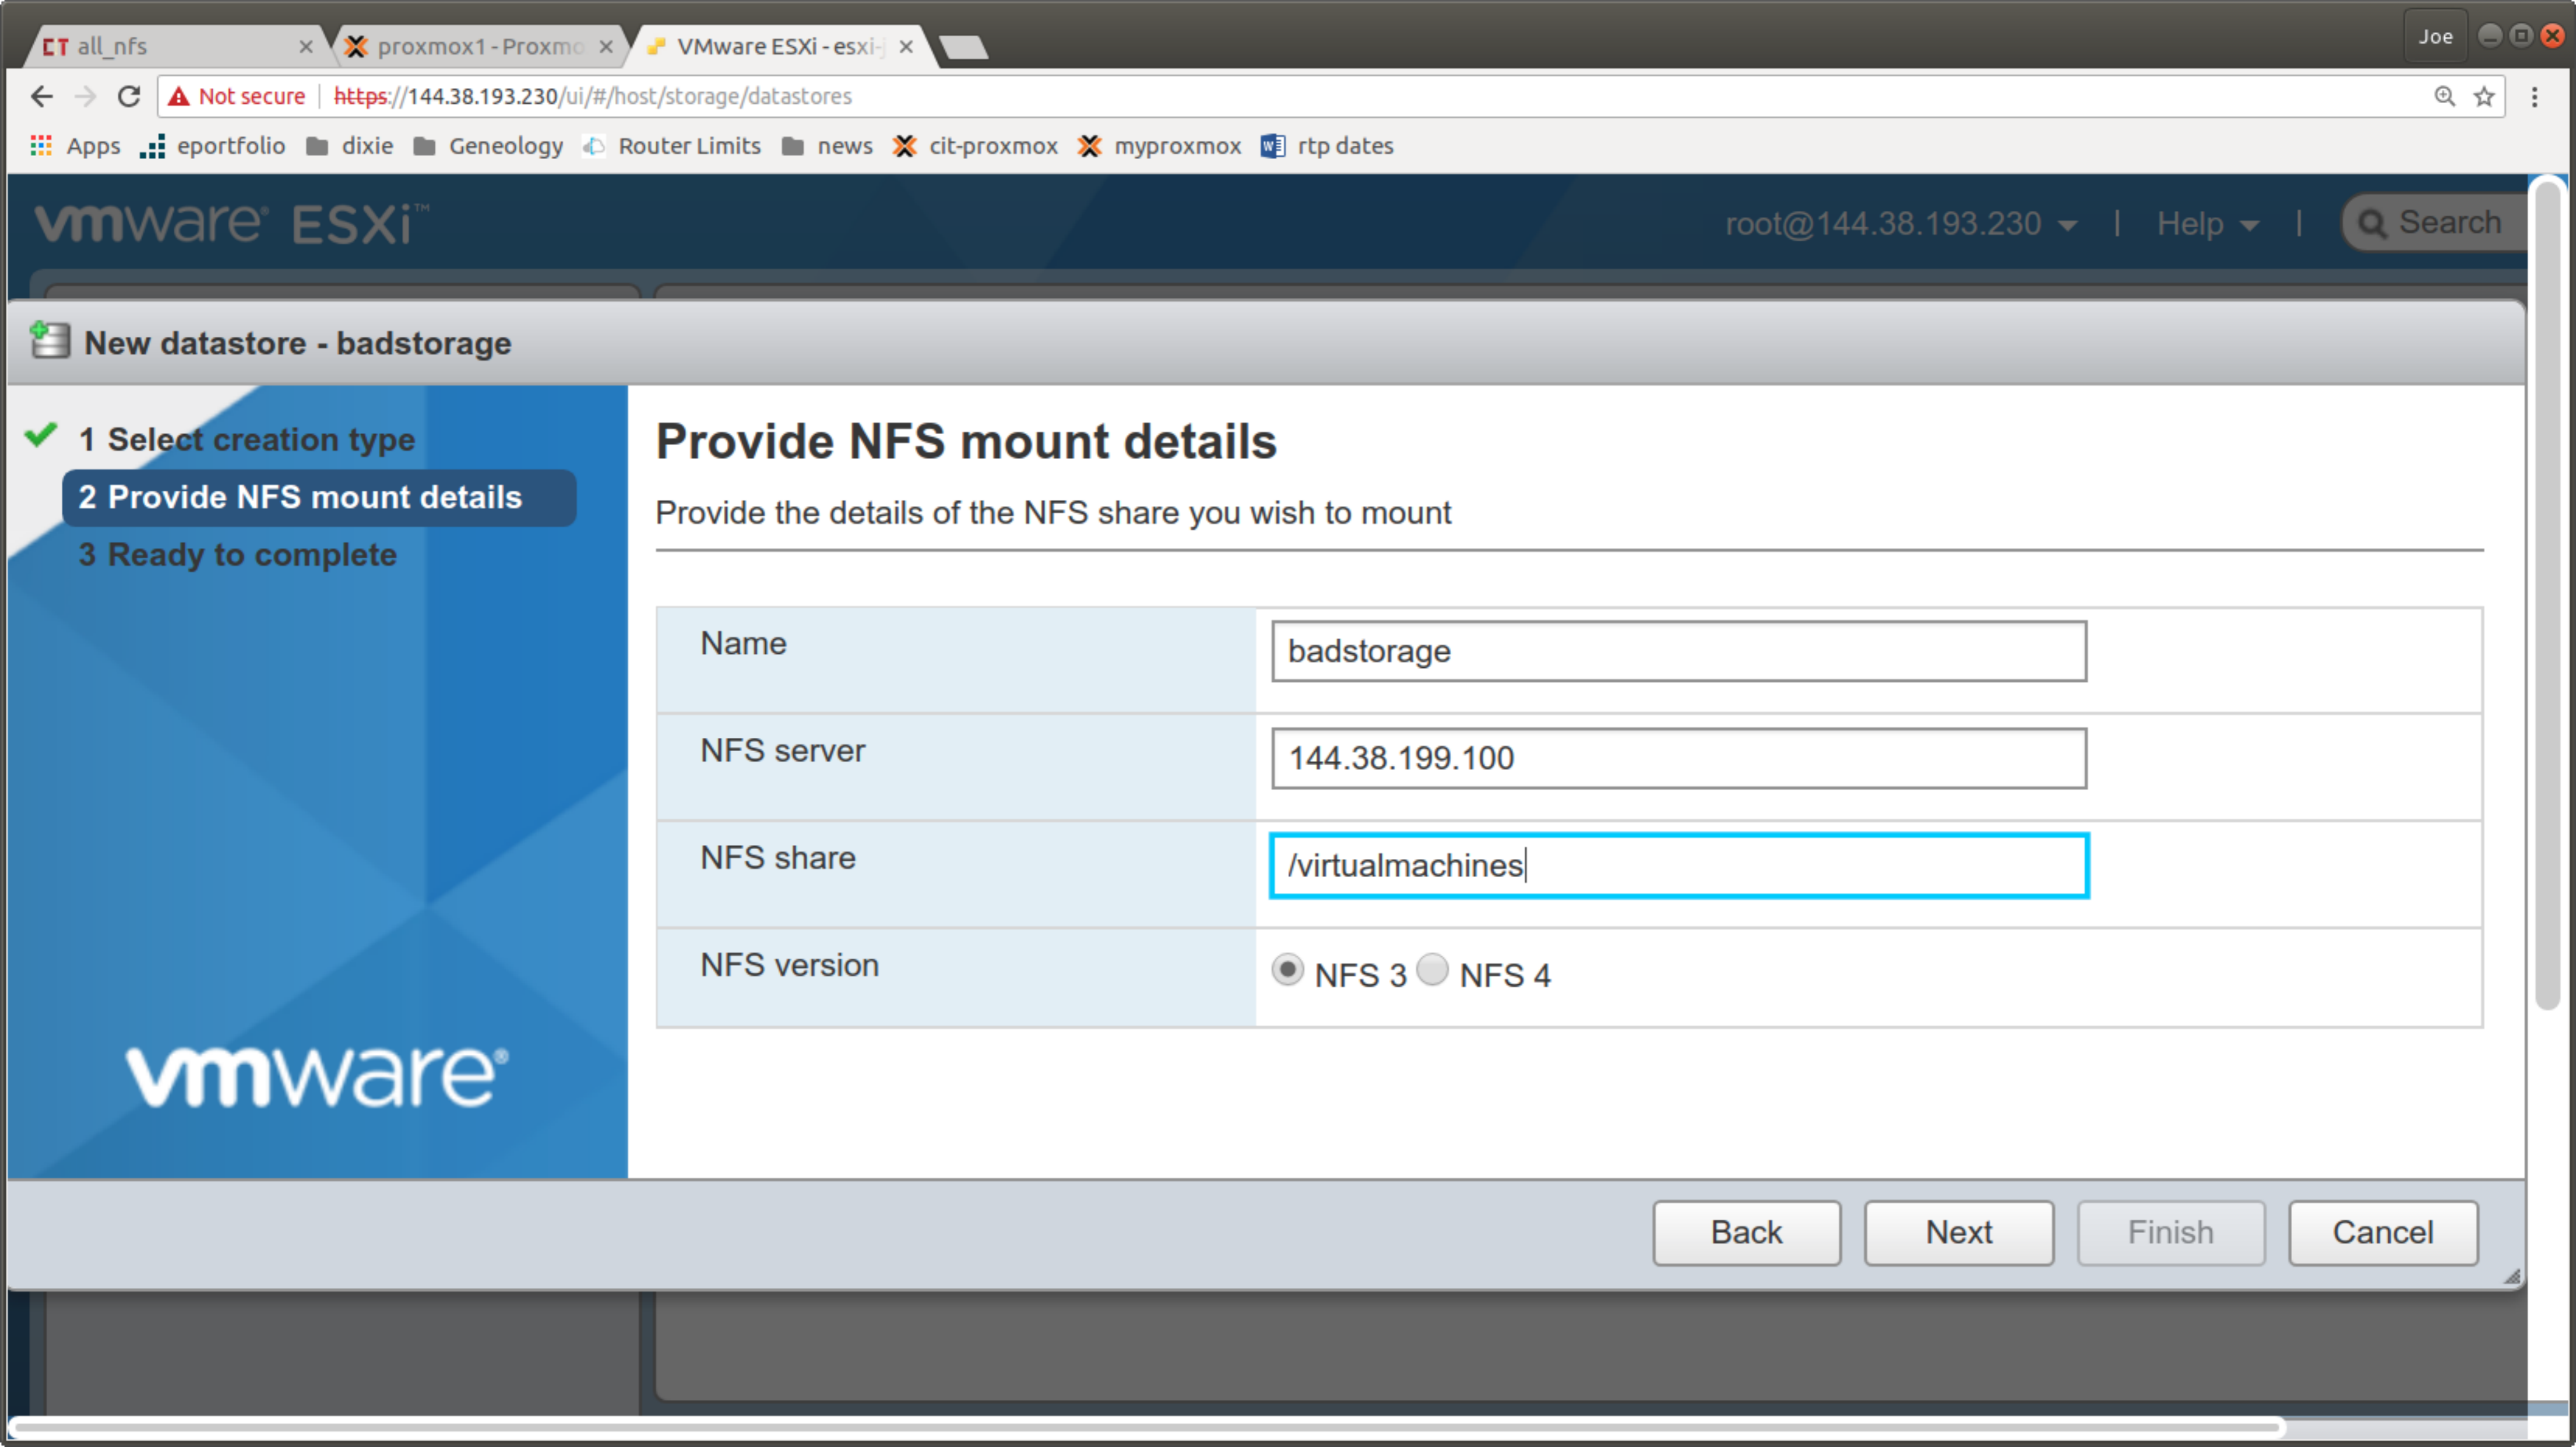 all_nfs
proxmox1 - Proxmo
VMware ESXi - esxi-j
Joe
Not secure https://144.38.193.230/ui/#/host/storage/datastores
Apps eportfolio dixie Geneology Router Limits news cit-proxmox myproxmox rtp dates
vmware® ESXi™
root@144.38.193.230 | Help | Search
New datastore - badstorage
1 Select creation type
2 Provide NFS mount details
3 Ready to complete
vmware®
Provide NFS mount details
Provide the details of the NFS share you wish to mount
Name badstorage
NFS server 144.38.199.100
NFS share /virtualmachines
NFS version NFS 3 NFS 4
Back Next Finish Cancel